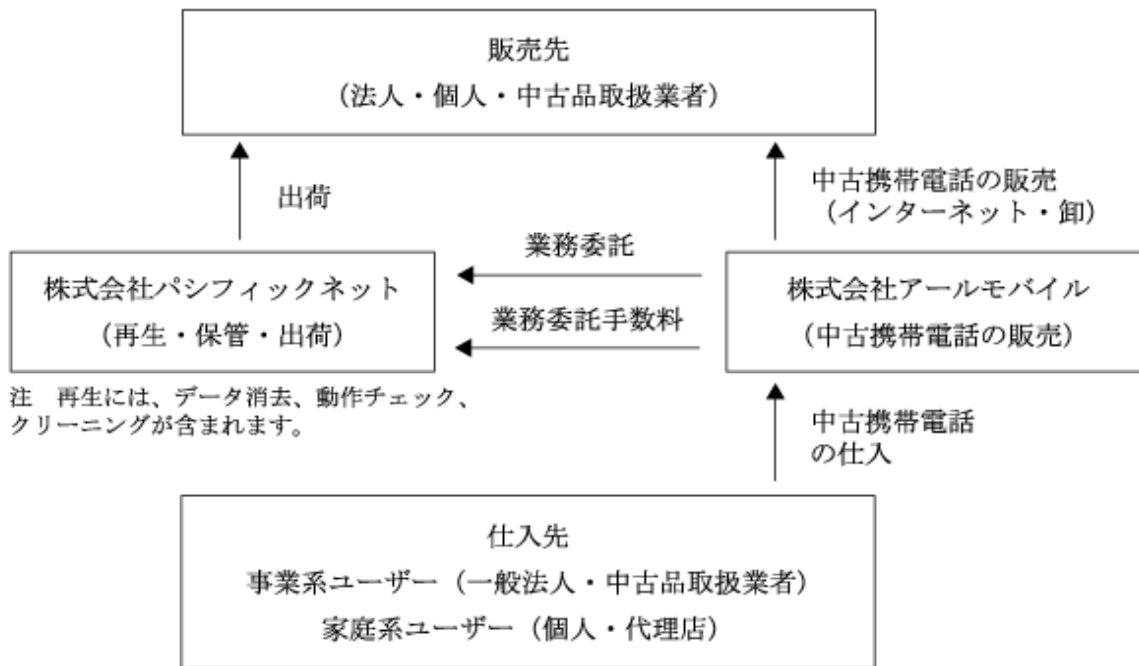 販売先
（法人・個人・中古品取扱業者）
出荷
中古携帯電話の販売
（インターネット・卸）
業務委託
株式会社パシフィックネット
（再生・保管・出荷）
業務委託手数料
株式会社アールモバイル
（中古携帯電話の販売）
注　再生には、データ消去、動作チェック、
クリーニングが含まれます。
中古携帯電話
の仕入
仕入先
事業系ユーザー（一般法人・中古品取扱業者）
家庭系ユーザー（個人・代理店）